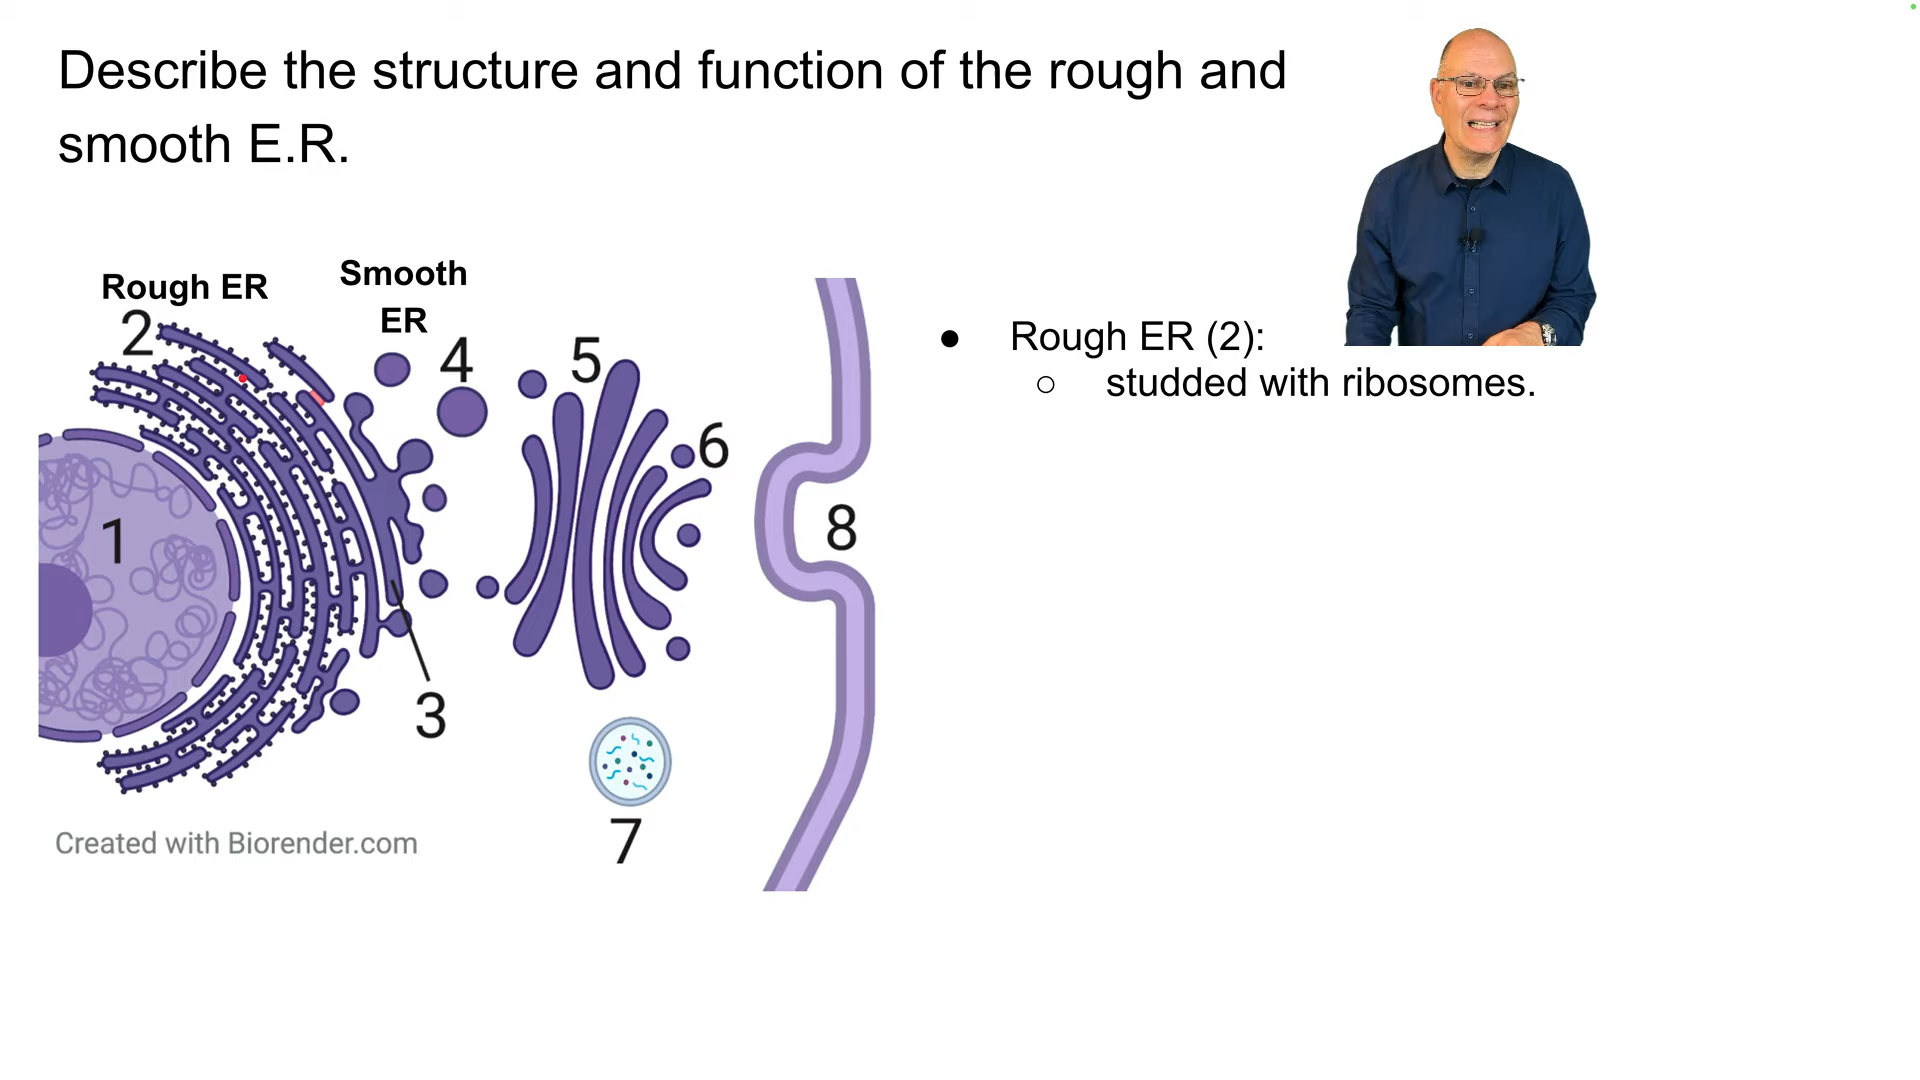 Describe the structure and function of the rough and
smooth E.R.
Rough ER
Smooth
ER
2
4
5
6
1
8
3
7
Created with Biorender.com
● Rough ER (2):
○ studded with ribosomes.